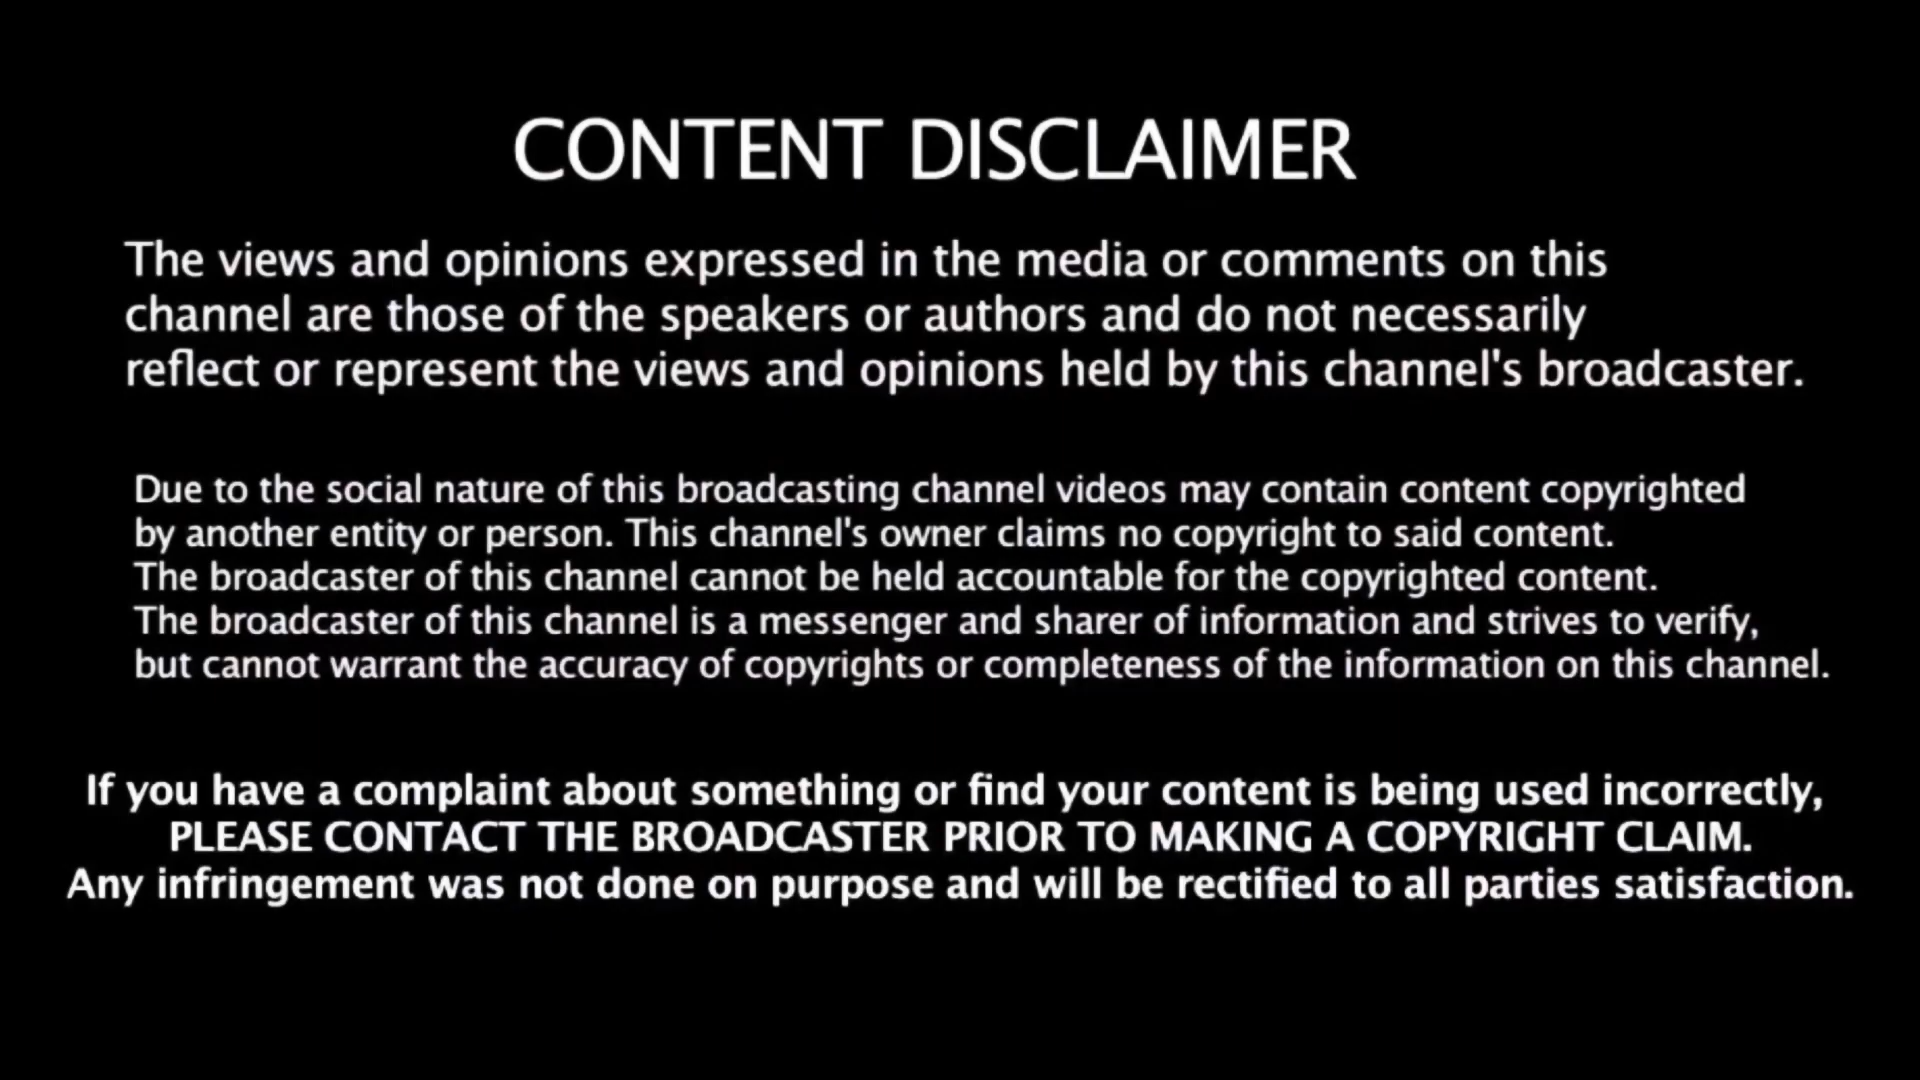 CONTENT DISCLAIMER
The views and opinions expressed in the media or comments on this
channel are those of the speakers or authors and do not necessarily
reflect or represent the views and opinions held by this channel's broadcaster.
Due to the social nature of this broadcasting channel videos may contain content copyrighted
by another entity or person. This channel's owner claims no copyright to said content.
The broadcaster of this channel cannot be held accountable for the copyrighted content.
The broadcaster of this channel is a messenger and sharer of information and strives to verify,
but cannot warrant the accuracy of copyrights or completeness of the information on this channel.
If you have a complaint about something or find your content is being used incorrectly,
PLEASE CONTACT THE BROADCASTER PRIOR TO MAKING A COPYRIGHT CLAIM.
Any infringement was not done on purpose and will be rectified to all parties satisfaction.